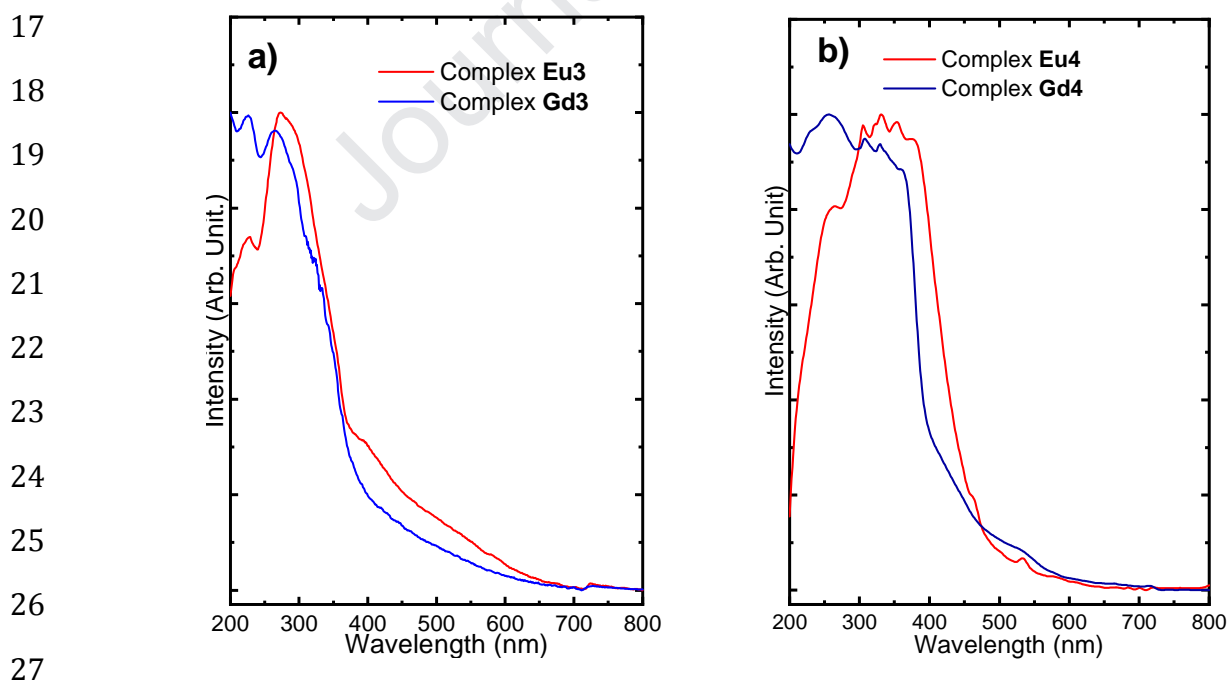 17
18
19
20
21
22
23
24
25
26
27
Journ
a)
Complex Eu3
Complex Gd3
Intensity (Arb. Unit.)
200 300 400 500 600 700 800
Wavelength (nm)
b)
Complex Eu4
Complex Gd4
Intensity (Arb. Unit)
200 300 400 500 600 700 800
Wavelength (nm)